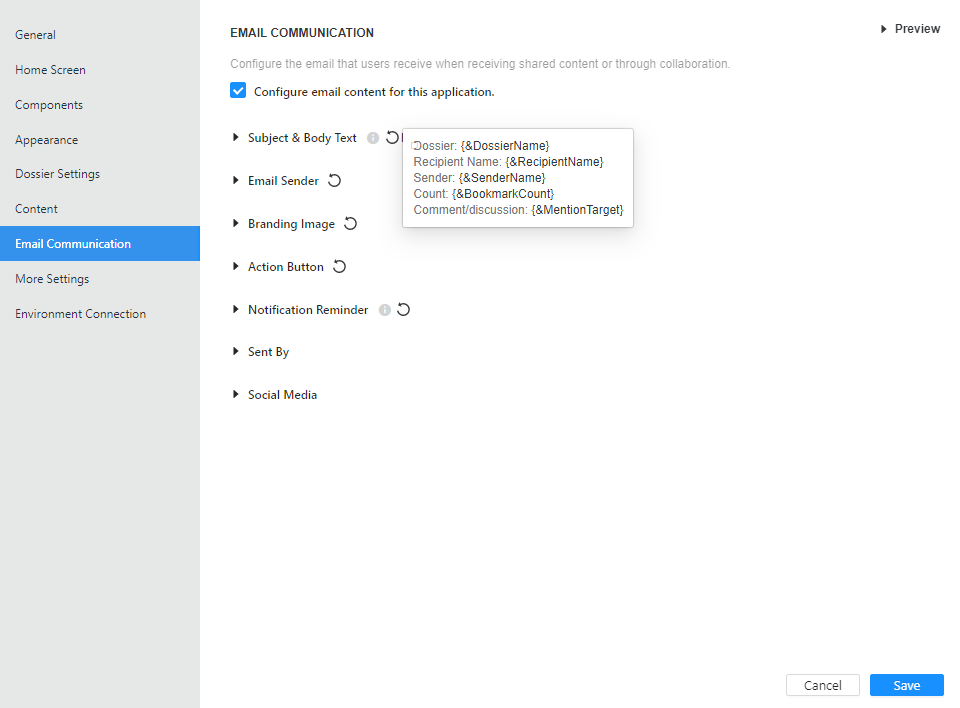 General
Home Screen
Components
Appearance
Dossier Settings
Content
Email Communication
More Settings
Environment Connection
EMAIL COMMUNICATION
Preview
Configure the email that users receive when receiving shared content or through collaboration.
Configure email content for this application.
Subject & Body Text
Dossier: {&DossierName}
Recipient Name: {&RecipientName}
Sender: {&SenderName}
Count: {&BookmarkCount}
Comment/discussion: {&MentionTarget}
Email Sender
Branding Image
Action Button
Notification Reminder
Sent By
Social Media
Cancel
Save